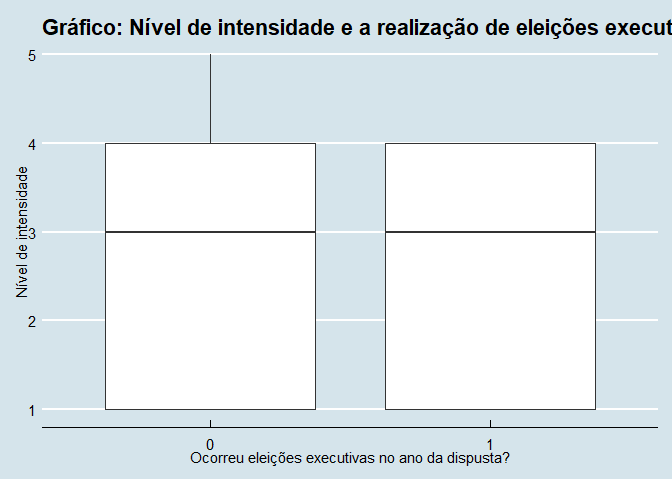 Gráfico: Nível de intensidade e a realização de eleições execut
5
4
3
2
1
Nível de intensidade
0 1
Ocorreu eleições executivas no ano da dispusta?